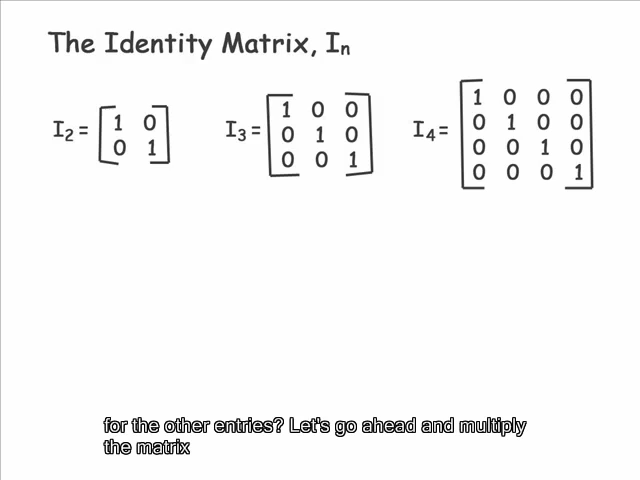 The Identity Matrix, Iₙ
I₂ = [1 0
0 1]
I₃ = [1 0 0
0 1 0
0 0 1]
I₄ = [1 0 0 0
0 1 0 0
0 0 1 0
0 0 0 1]
for the other entries? Let's go ahead and multiply
the matrix